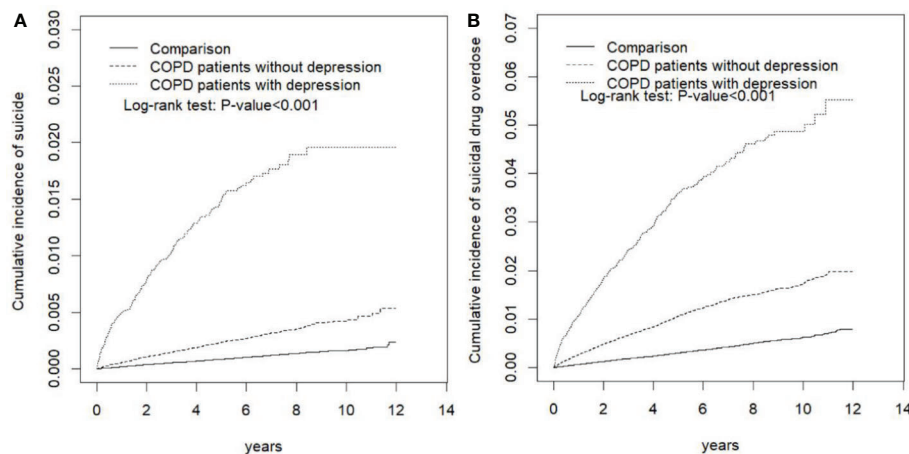 A
Cumulative incidence of suicide
0.030
0.025
0.020
0.015
0.010
0.005
0.000
Comparison
COPD patients without depression
COPD patients with depression
Log-rank test: P-value<0.001
0 2 4 6 8 10 12 14
years
B
Cumulative incidence of suicidal drug overdose
0.07
0.06
0.05
0.04
0.03
0.02
0.01
0.00
Comparison
COPD patients without depression
COPD patients with depression
Log-rank test: P-value<0.001
0 2 4 6 8 10 12 14
years